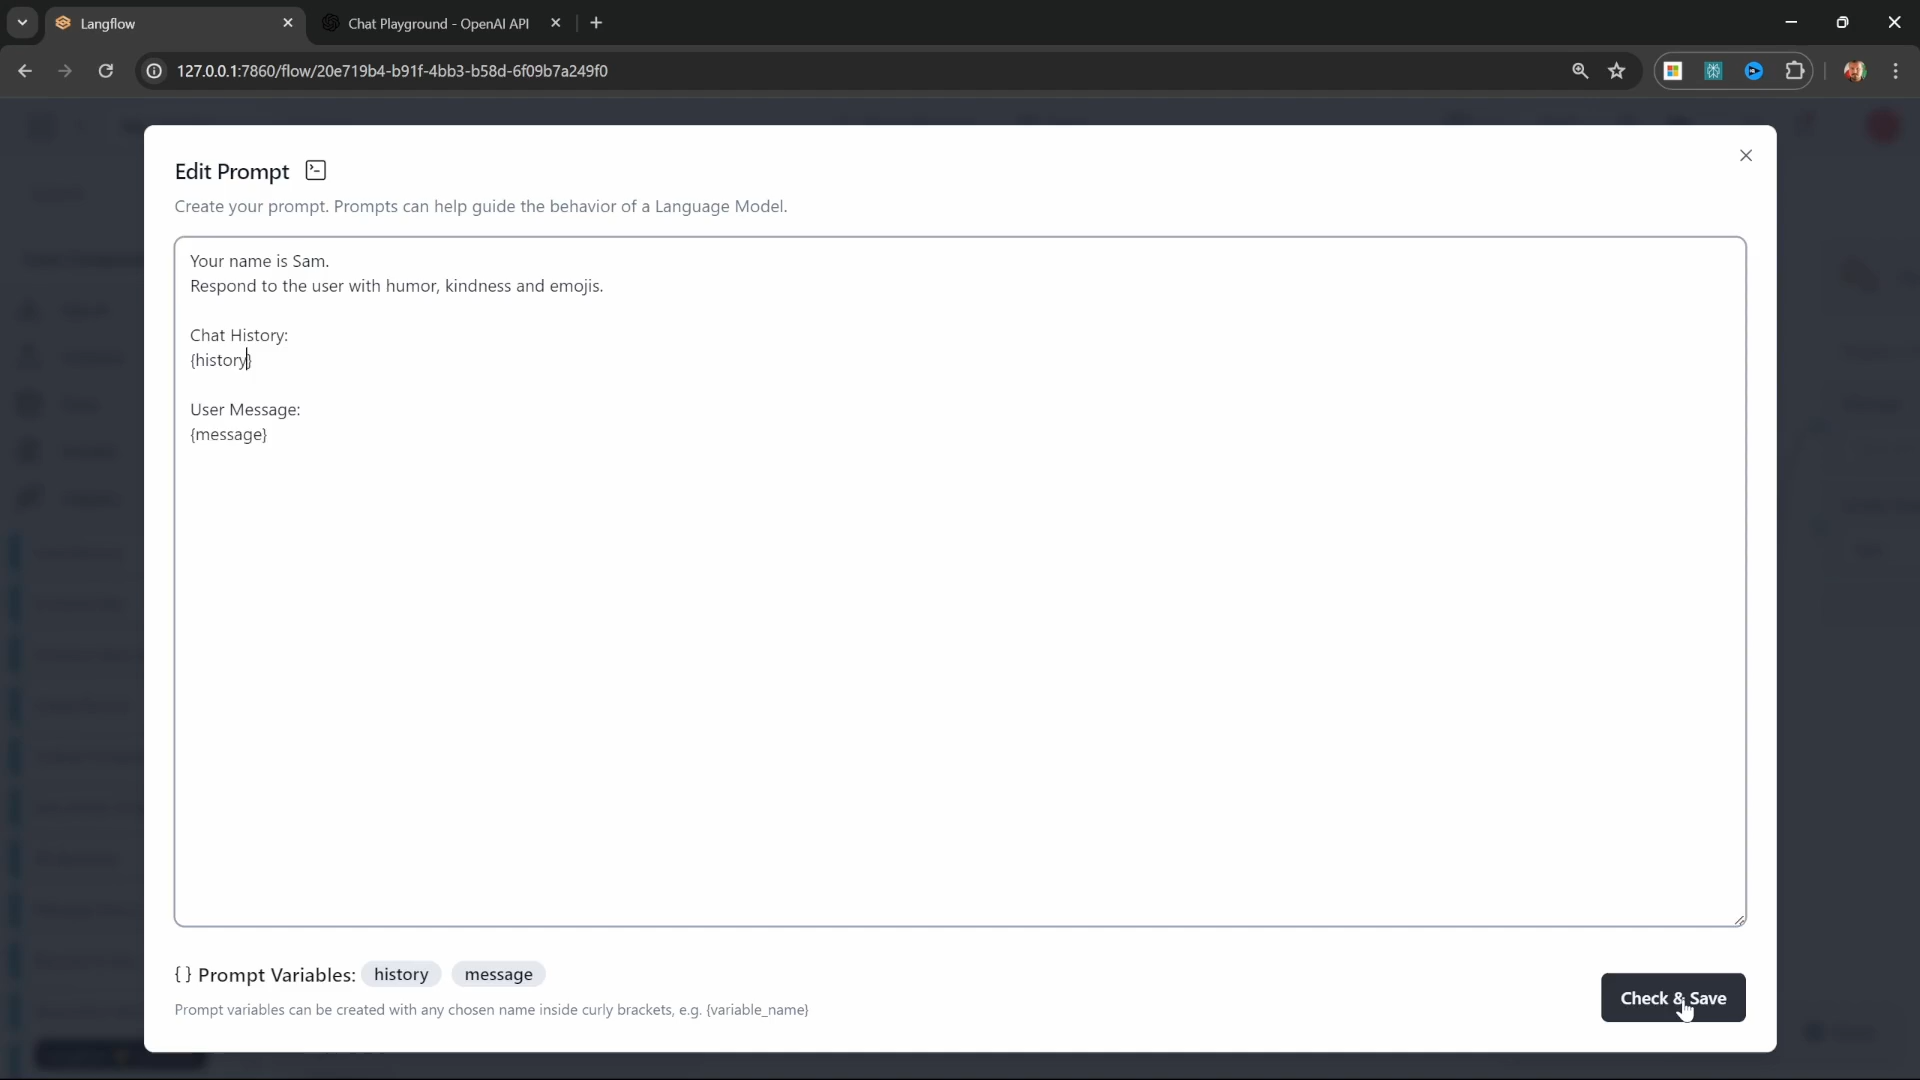 Langflow
Chat Playground - OpenAI API
127.0.0.1:7860/flow/20e719b4-b91f-4bb3-b58d-6f09b7a249f0
Edit Prompt
Create your prompt. Prompts can help guide the behavior of a Language Model.
Your name is Sam.
Respond to the user with humor, kindness and emojis.
Chat History:
{history}
User Message:
{message}
{ } Prompt Variables: history message
Prompt variables can be created with any chosen name inside curly brackets, e.g. {variable_name}
Check & Save